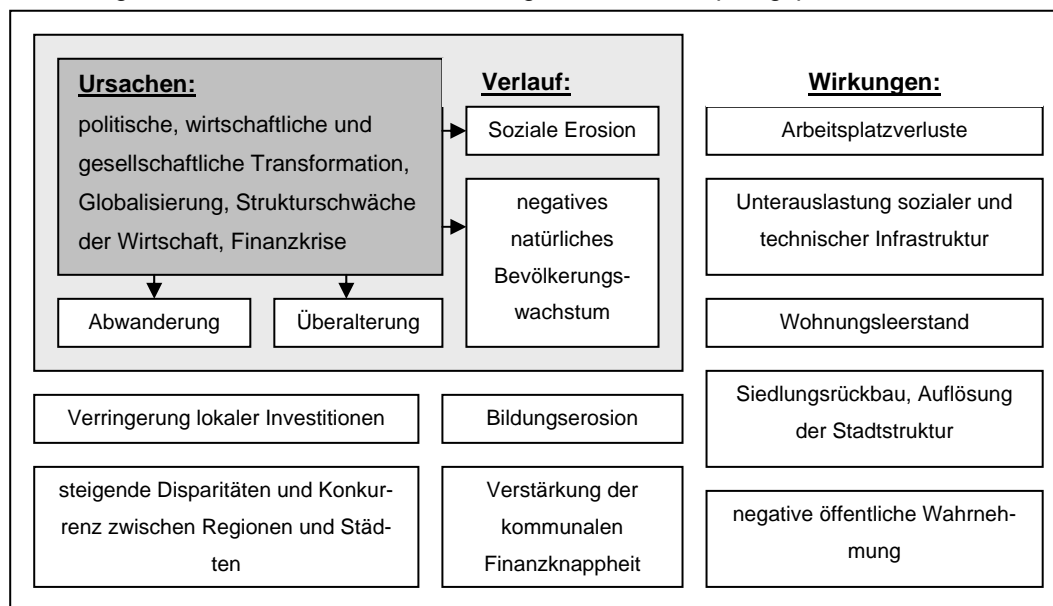 Ursachen:
politische, wirtschaftliche und
gesellschaftliche Transformation,
Globalisierung, Strukturschwäche
der Wirtschaft, Finanzkrise
Abwanderung
Überalterung
Verlauf:
Soziale Erosion
negatives
natürliches
Bevölkerungs-
wachstum
Wirkungen:
Arbeitsplatzverluste
Unterauslastung sozialer und
technischer Infrastruktur
Wohnungsleerstand
Siedlungsrückbau, Auflösung
der Stadtstruktur
negative öffentliche Wahrneh-
mung
Verringerung lokaler Investitionen
Bildungserosion
steigende Disparitäten und Konkur-
renz zwischen Regionen und Städ-
ten
Verstärkung der
kommunalen
Finanzknappheit